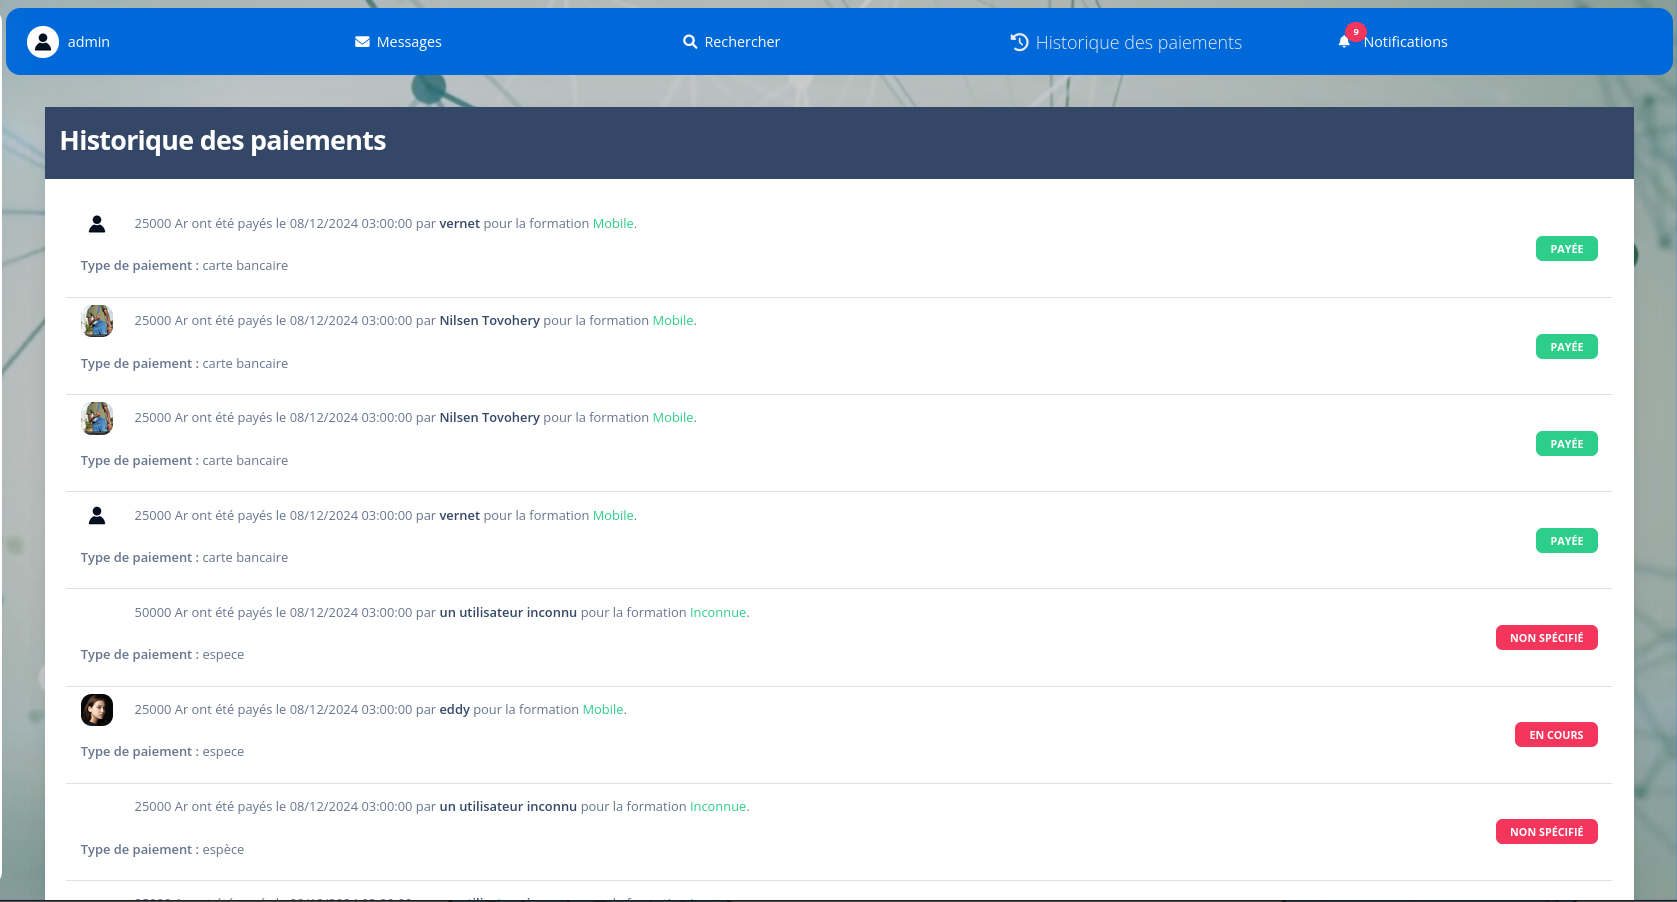 admin
Messages
Rechercher
Historique des paiements
9
Notifications
Historique des paiements
25000 Ar ont été payés le 08/12/2024 03:00:00 par vernet pour la formation Mobile.
PAYÉE
Type de paiement : carte bancaire
25000 Ar ont été payés le 08/12/2024 03:00:00 par Nilsen Tovohery pour la formation Mobile.
PAYÉE
Type de paiement : carte bancaire
25000 Ar ont été payés le 08/12/2024 03:00:00 par Nilsen Tovohery pour la formation Mobile.
PAYÉE
Type de paiement : carte bancaire
25000 Ar ont été payés le 08/12/2024 03:00:00 par vernet pour la formation Mobile.
PAYÉE
Type de paiement : carte bancaire
50000 Ar ont été payés le 08/12/2024 03:00:00 par un utilisateur inconnu pour la formation Inconnue.
NON SPÉCIFIÉ
Type de paiement : espece
25000 Ar ont été payés le 08/12/2024 03:00:00 par eddy pour la formation Mobile.
EN COURS
Type de paiement : espece
25000 Ar ont été payés le 08/12/2024 03:00:00 par un utilisateur inconnu pour la formation Inconnue.
NON SPÉCIFIÉ
Type de paiement : espèce